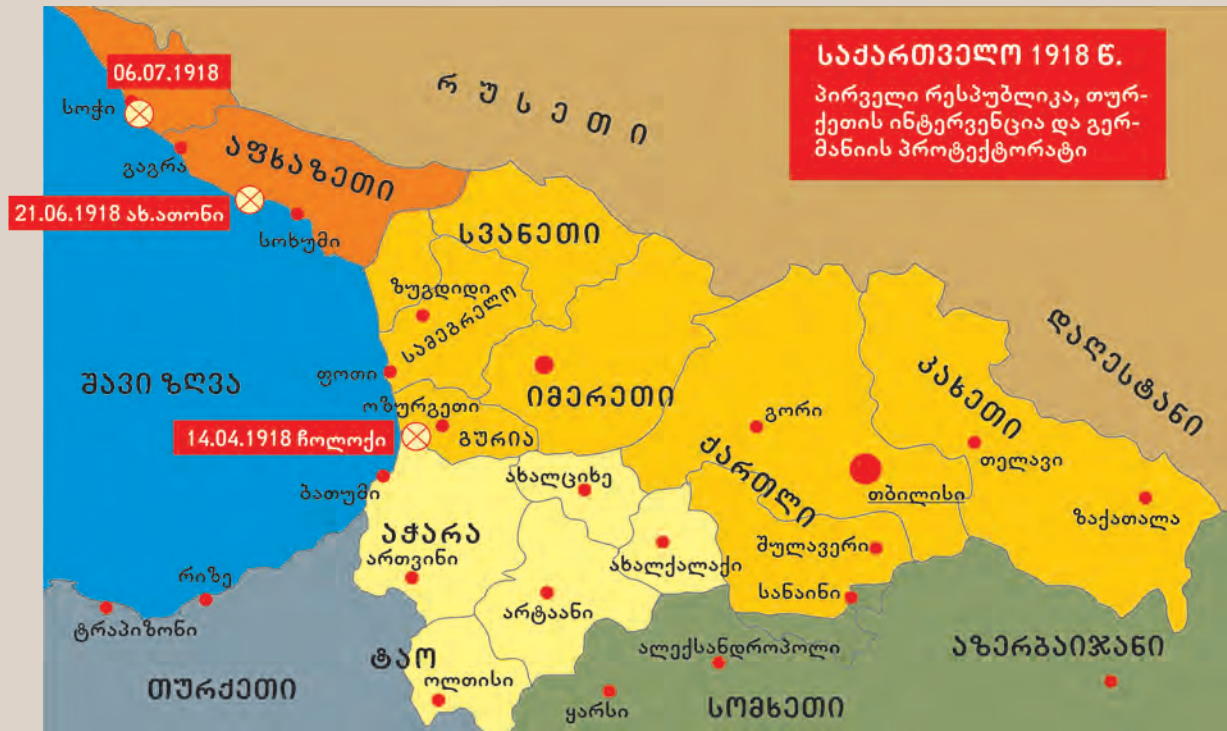 საქართველო 1918 წ.
პირველი რესპუბლიკა, თურ-
ქეთის ინტერვენცია და გერ-
მანიის პროტექტორატი
06.07.1918
სოჭი
რუსეთი
გაგრა
აფხაზეთი
21.06.1918 ახ.ათონი
სოხუმი
სვანეთი
ზუგდიდი
სამეგრელო
დაღესტანი
შავი ზღვა
ფოთი
იმერეთი
კახეთი
ოზურგეთი
გორი
14.04.1918 ჩოლოქი
გურია
ქართლი
თელავი
ბათუმი
ახალციხე
თბილისი
ზაქათალა
აჭარა
შულავერი
ართვინი
ახალქალაქი
რიზე
სანაინი
არტაანი
ტრაპიზონი
ალექსანდროპოლი
აზერბაიჯანი
ტაო
ოლთისი
თურქეთი
ყარსი
სომხეთი